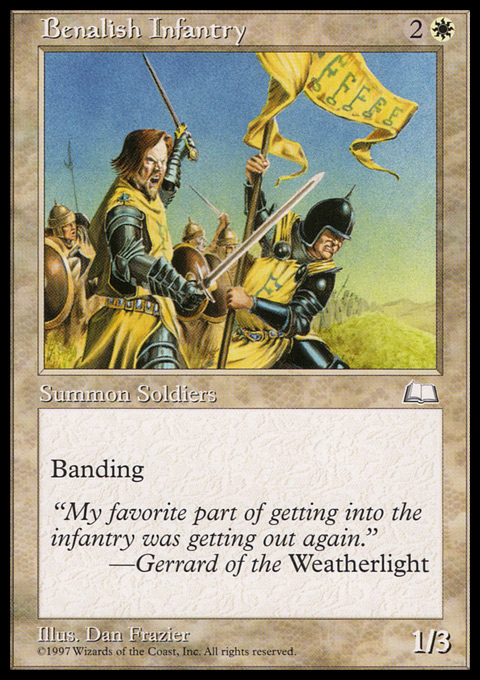 Benalish Infantry 2
Summon Soldiers
Banding
“My favorite part of getting into the
infantry was getting out again.”
—Gerrard of the Weatherlight
Illus. Dan Frazier
1/3
©1997 Wizards of the Coast, Inc. All rights reserved.